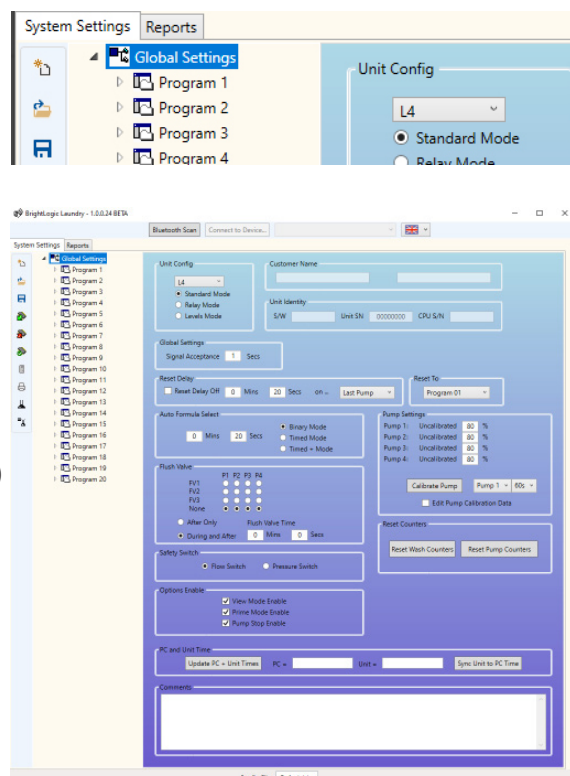 System Settings Reports
Global Settings
Program 1
Program 2
Program 3
Program 4
Unit Config
L4
Standard Mode
Relay Mode
BrightLogic Laundry - 1.0.0.24 BETA
Bluetooth Scan Connect to Device...
System Settings Reports
Global Settings
Program 1
Program 2
Program 3
Program 4
Program 5
Program 6
Program 7
Program 8
Program 9
Program 10
Program 11
Program 12
Program 13
Program 14
Program 15
Program 16
Program 17
Program 18
Program 19
Program 20
Unit Config
L4
Standard Mode
Relay Mode
Levels Mode
Customer Name
Unit Identity
S/W Unit SN 00000000 CPU S/N
Global Settings
Signal Acceptance 1 Secs
Reset Delay
Reset Delay Off 0 Mins 20 Secs on .. Last Pump
Reset To
Program 01
Auto Formula Select
0 Mins 20 Secs
Binary Mode
Timed Mode
Timed + Mode
Pump Settings
Pump 1: Uncalibrated 80 %
Pump 2: Uncalibrated 80 %
Pump 3: Uncalibrated 80 %
Pump 4: Uncalibrated 80 %
Calibrate Pump Pump 1 60s
Edit Pump Calibration Data
Flush Valve
P1 P2 P3 P4
FV1
FV2
FV3
None
After Only Flush Valve Time
During and After 0 Mins 0 Secs
Reset Counters
Reset Wash Counters Reset Pump Counters
Safety Switch
Flow Switch Pressure Switch
Options Enable
View Mode Enable
Prime Mode Enable
Pump Stop Enable
PC and Unit Time
Update PC + Unit Times PC = Unit = Sync Unit to PC Time
Comments